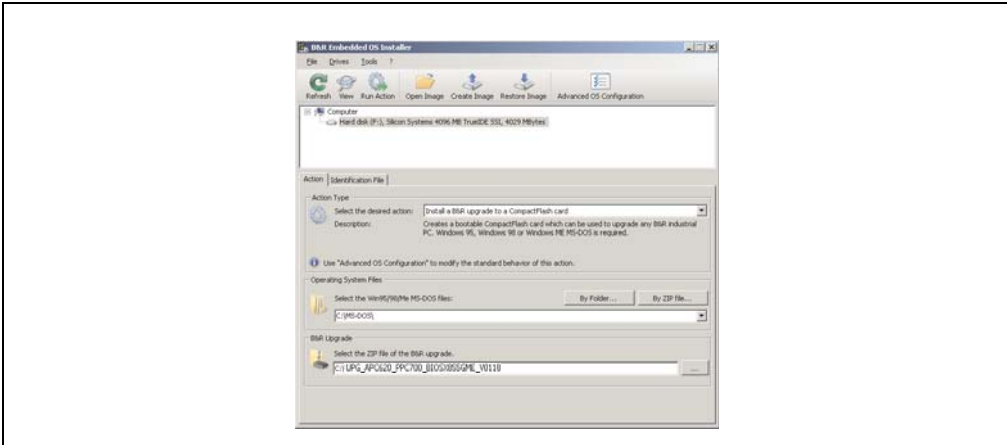 B&R Embedded OS Installer
File Drives Tools ?
Refresh View Run Action Open Image Create Image Restore Image Advanced OS Configuration
Computer
Hard disk (F:), Silicon Systems 4096 MB TrueIDE SSI, 4029 MBytes
Action Identification File
Action Type
Select the desired action: Install a B&R upgrade to a CompactFlash card
Description: Creates a bootable CompactFlash card which can be used to upgrade any B&R industrial
PC. Windows 95, Windows 98 or Windows ME MS-DOS is required.
Use "Advanced OS Configuration" to modify the standard behavior of this action.
Operating System Files
Select the Win95/98/Me MS-DOS files: By Folder... By ZIP file...
C:\MS-DOS\
B&R Upgrade
Select the ZIP file of the B&R upgrade.
c:\ UPG_APC620_PPC700_BIOSX855GME_V0118 ...